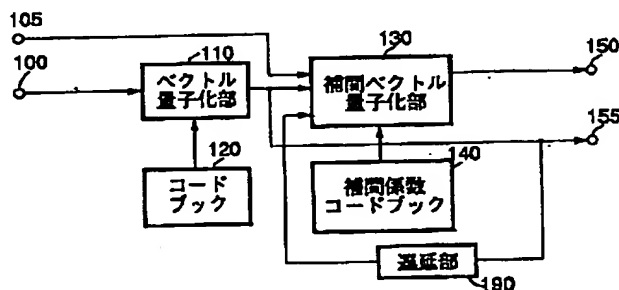 105
100
110
ベクトル
量子化部
130
補間ベクトル
量子化部
150
155
120
コード
ブック
140
補間係数
コードブック
遅延部
190